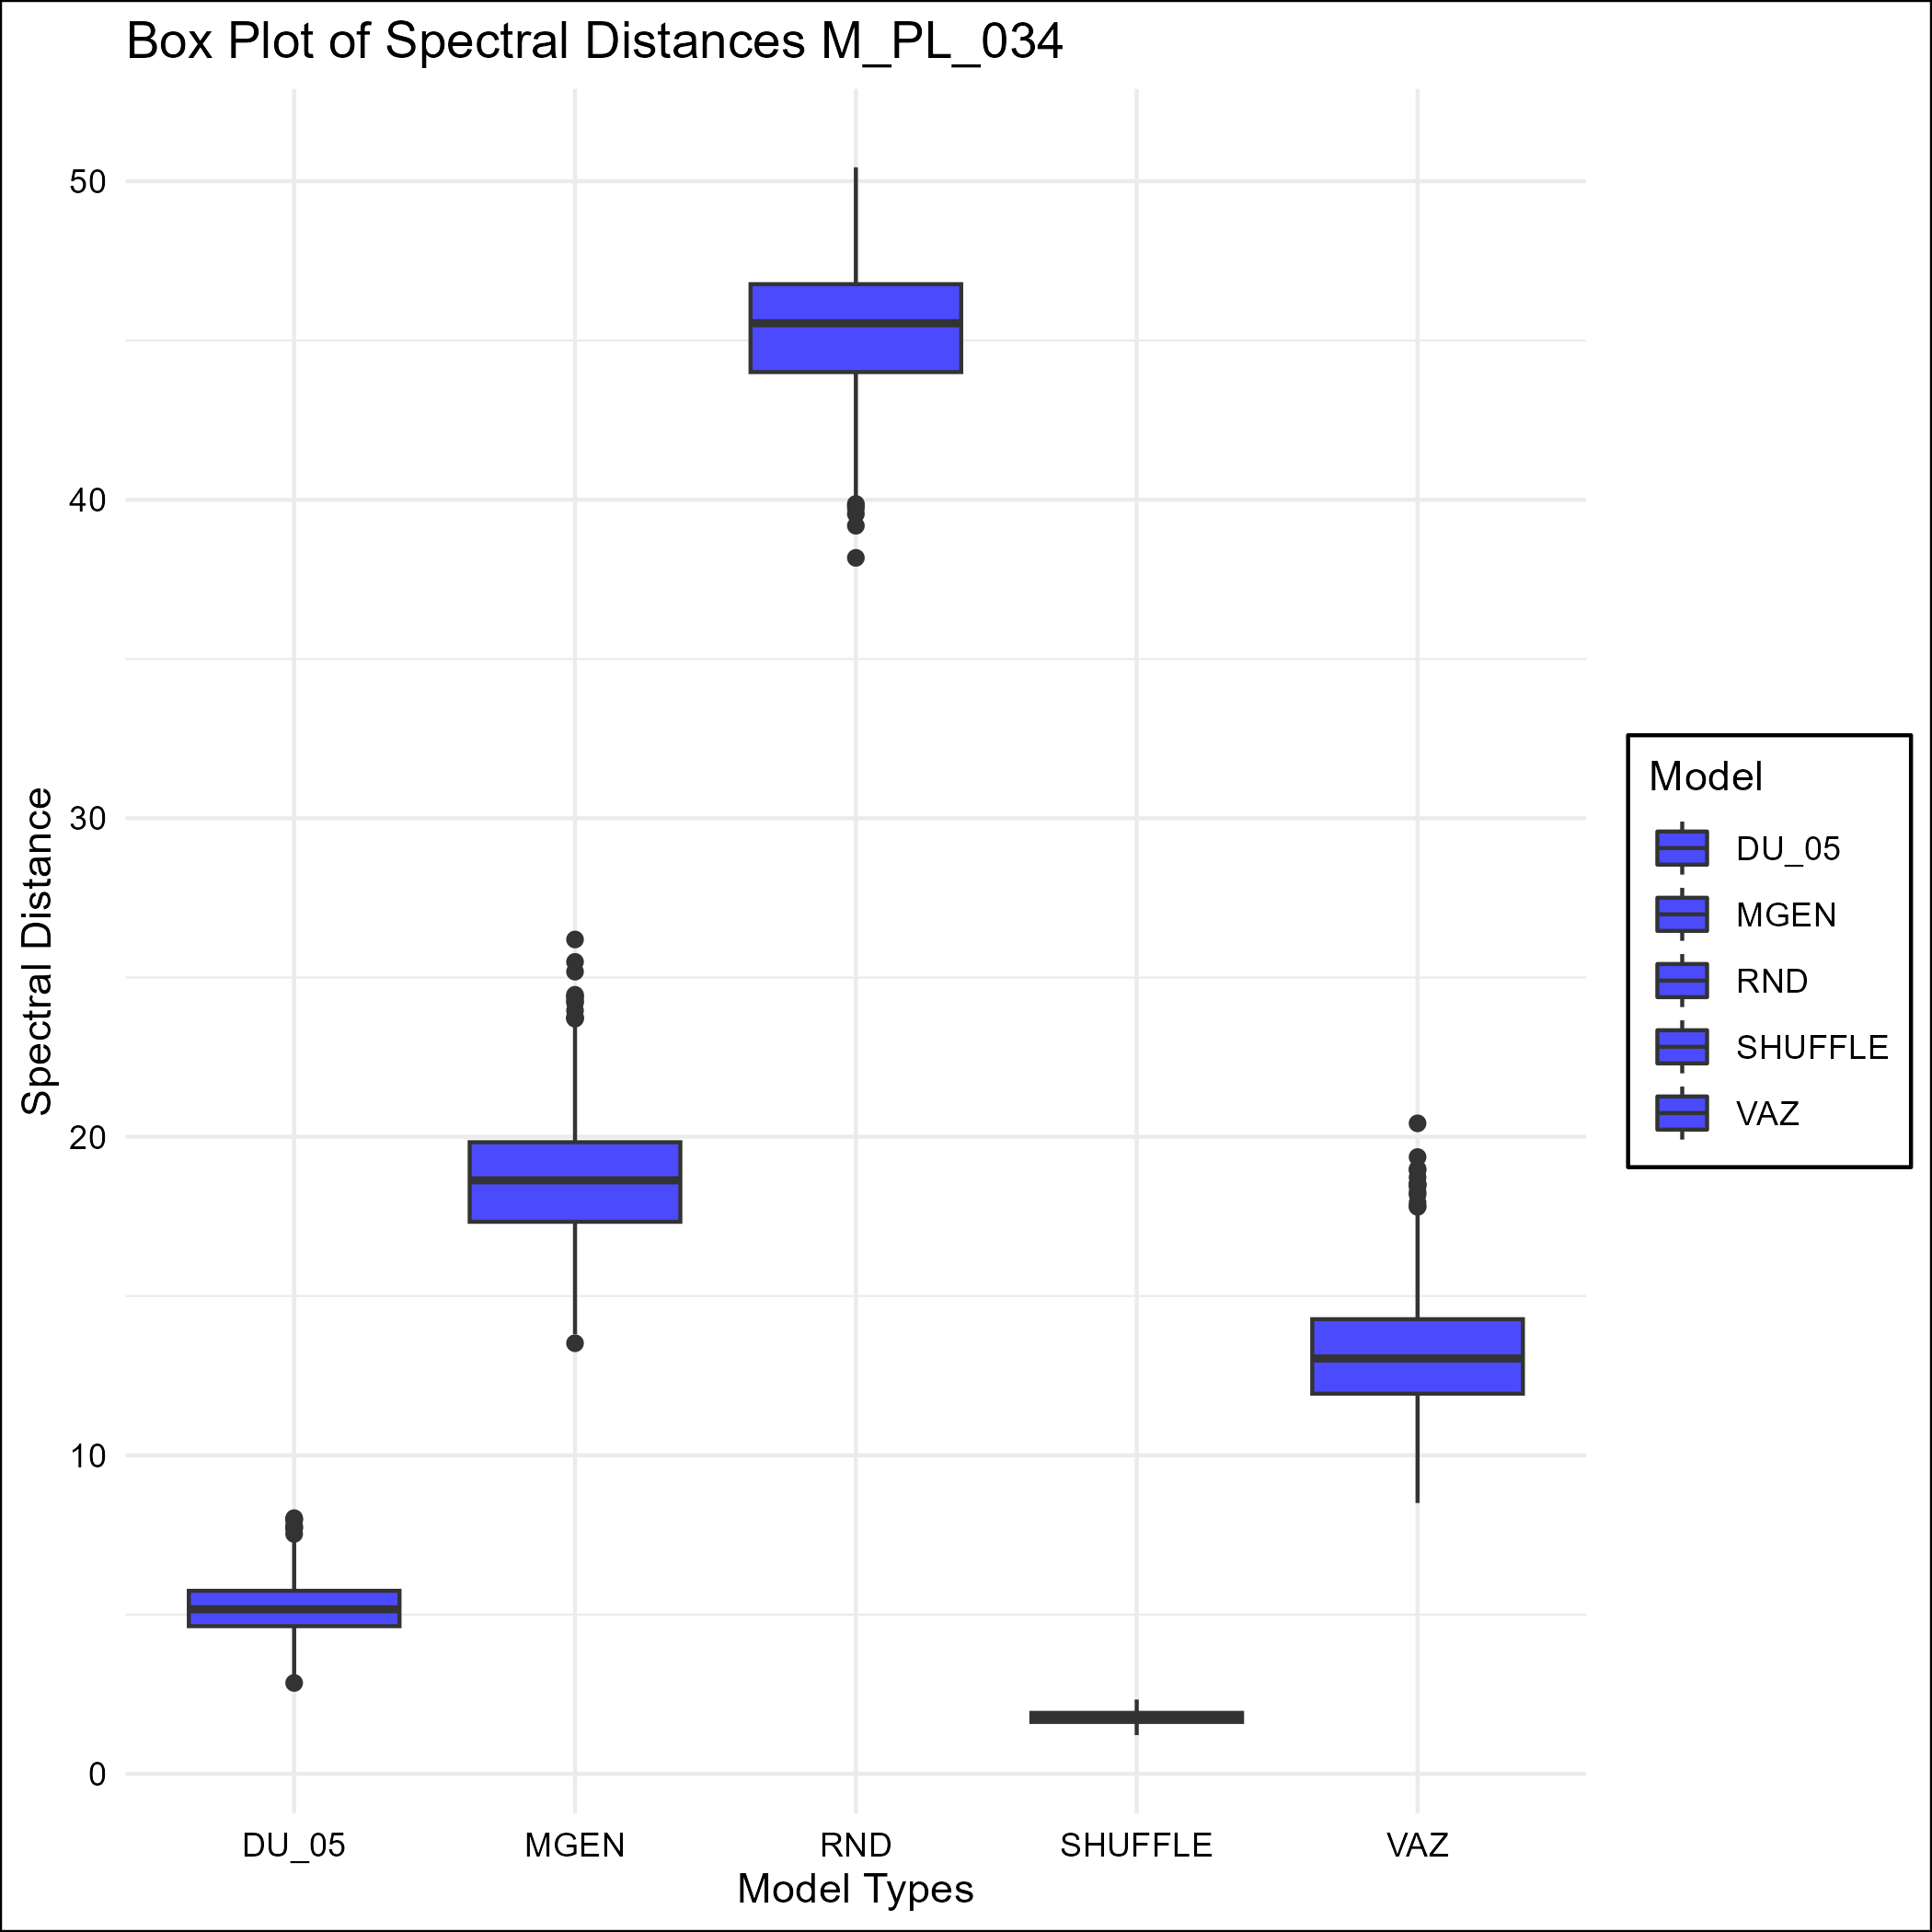 Box Plot of Spectral Distances M_PL_034
Spectral Distance
50
40
30
20
10
0
DU_05
MGEN
RND
SHUFFLE
VAZ
Model Types
Model
DU_05
MGEN
RND
SHUFFLE
VAZ